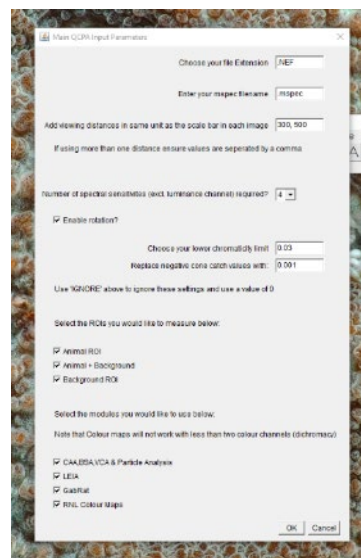 Main QCPA Input Parameters
Choose your file Extension .NEF
Enter your mspec filename .mspec
Add viewing distances in same unit as the scale bar in each image 300, 500
If using more than one distance ensure values are seperated by a comma
Number of spectral sensitivities (excl. luminance channel) required? 4
Enable rotation?
Choose your lower chromaticity limit 0.03
Replace negative cone catch values with: 0.001
Use 'IGNORE' above to ignore these settings and use a value of 0
Select the ROIs you would like to measure below:
Animal ROI
Animal + Background
Background ROI
Select the modules you would like to use below:
Note that Colour maps will not work with less than two colour channels (dichromacy)
CAA,BSA,VCA & Particle Analysis
LEIA
GabRat
RNL Colour Maps
OK Cancel